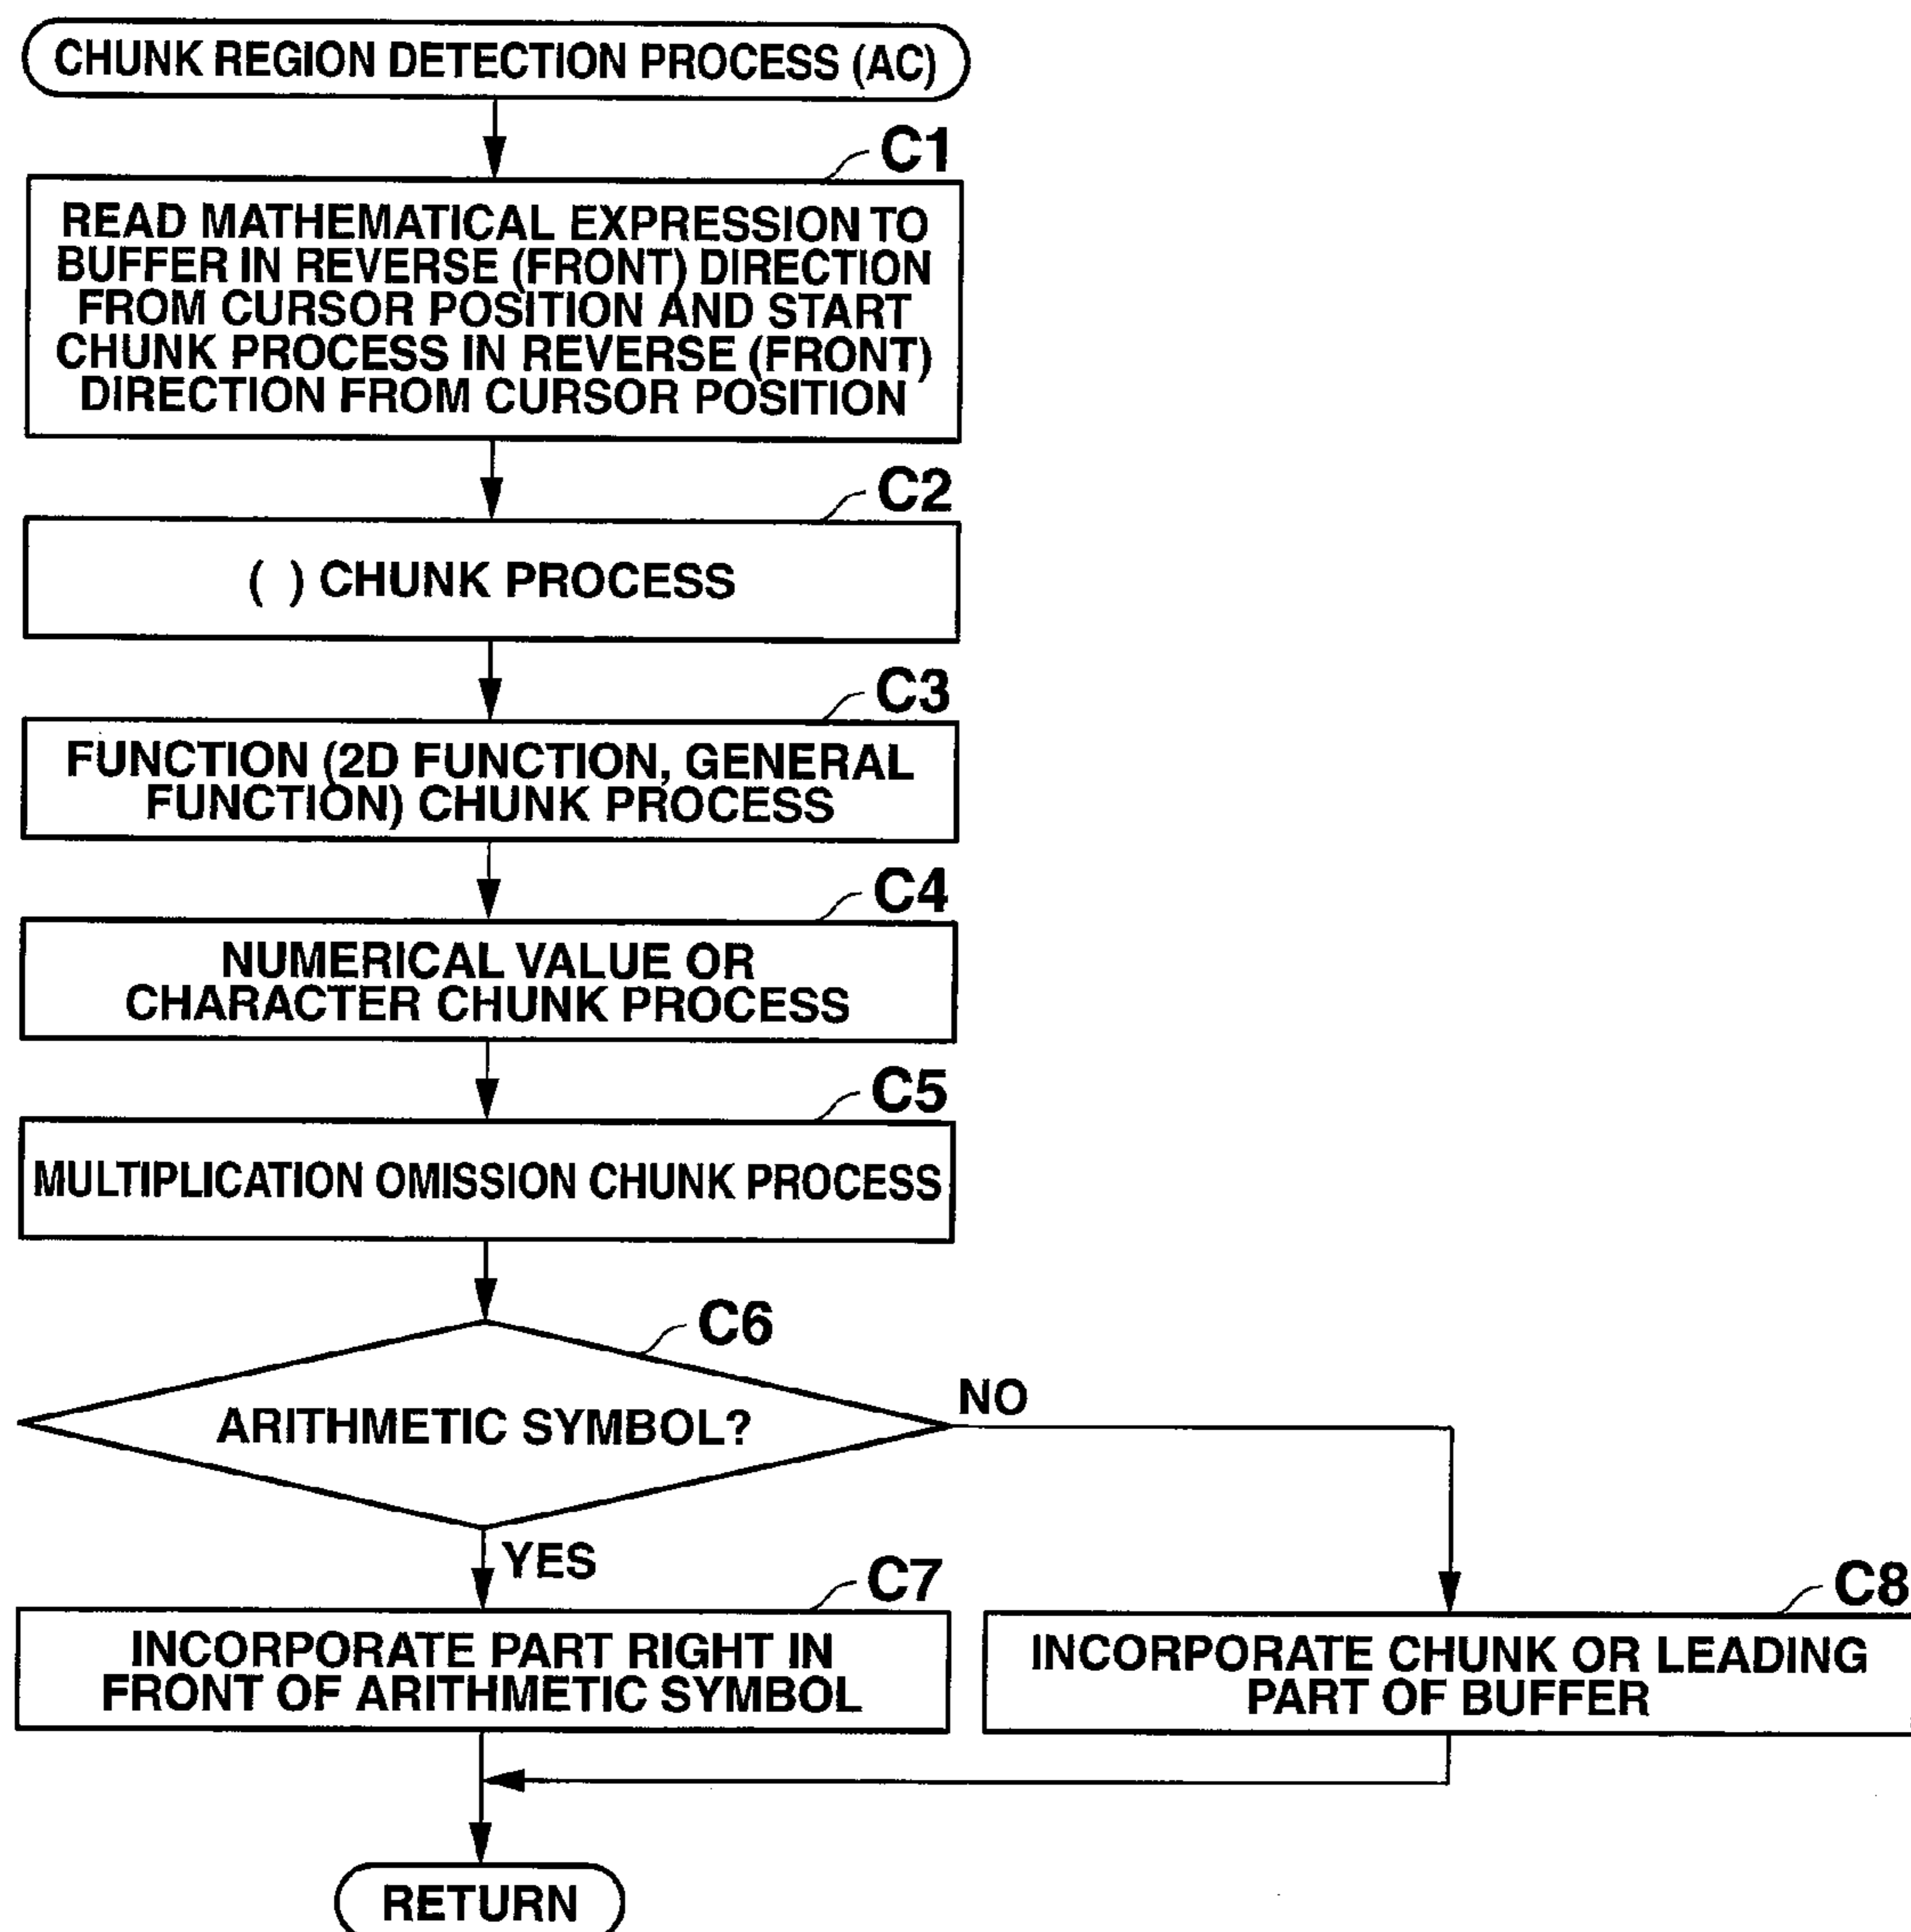 CHUNK REGION DETECTION PROCESS (AC)
C1
READ MATHEMATICAL EXPRESSION TO
BUFFER IN REVERSE (FRONT) DIRECTION
FROM CURSOR POSITION AND START
CHUNK PROCESS IN REVERSE (FRONT)
DIRECTION FROM CURSOR POSITION
C2
( ) CHUNK PROCESS
C3
FUNCTION (2D FUNCTION, GENERAL
FUNCTION) CHUNK PROCESS
C4
NUMERICAL VALUE OR
CHARACTER CHUNK PROCESS
C5
MULTIPLICATION OMISSION CHUNK PROCESS
C6
ARITHMETIC SYMBOL?
NO
YES
C7
INCORPORATE PART RIGHT IN
FRONT OF ARITHMETIC SYMBOL
C8
INCORPORATE CHUNK OR LEADING
PART OF BUFFER
RETURN